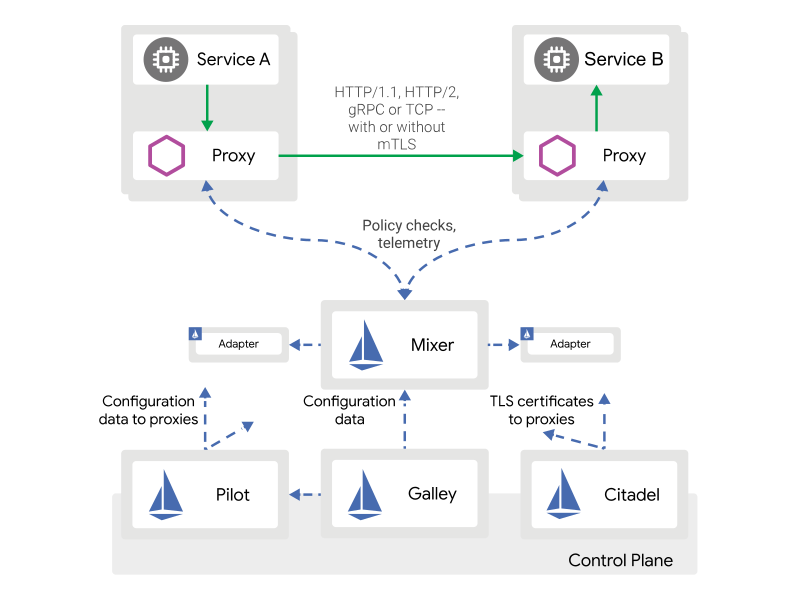 Service A
Service B
HTTP/1.1, HTTP/2,
gRPC or TCP --
with or without
mTLS
Proxy
Proxy
Policy checks,
telemetry
Adapter
Mixer
Adapter
Configuration
data to proxies
Configuration
data
TLS certificates
to proxies
Pilot
Galley
Citadel
Control Plane